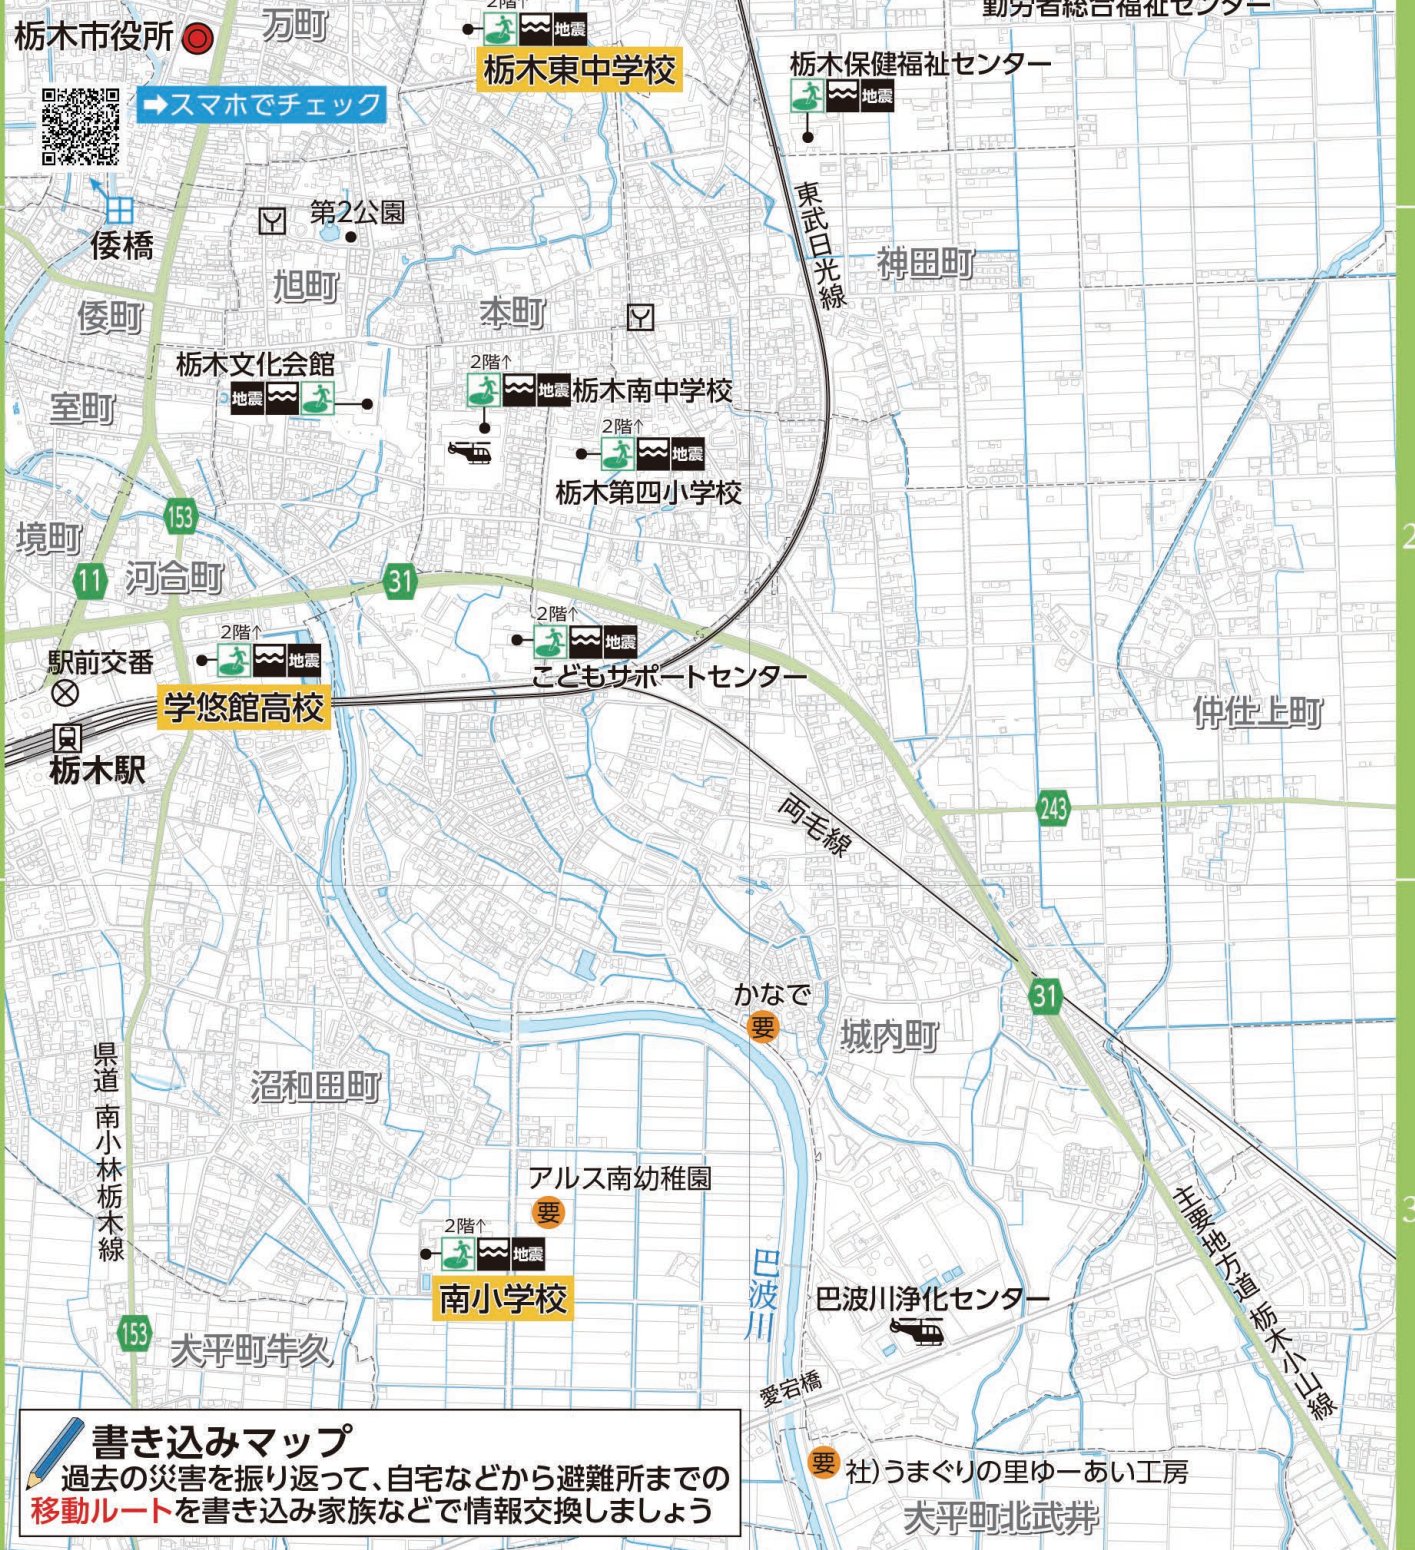 勤労者総合福祉センター
栃木市役所
万町
2階↑
地震
栃木東中学校
栃木保健福祉センター
地震
➡スマホでチェック
東武日光線
第2公園
倭橋
神田町
旭町
倭町
本町
栃木文化会館
地震
2階↑
地震
栃木南中学校
室町
2階↑
地震
栃木第四小学校
153
境町
2
11
河合町
31
2階↑
地震
こどもサポートセンター
2階↑
地震
駅前交番
学悠館高校
栃木駅
仲仕上町
243
両毛線
かなで
要
31
城内町
県道 南小林栃木線
沼和田町
アルス南幼稚園
要
2階↑
地震
南小学校
主要地方道 栃木小山線
3
巴波川
巴波川浄化センター
153
大平町牛久
愛宕橋
書き込みマップ
過去の災害を振り返って、自宅などから避難所までの
移動ルートを書き込み家族などで情報交換しましょう
要
社)うまぐりの里ゆーあい工房
大平町北武井